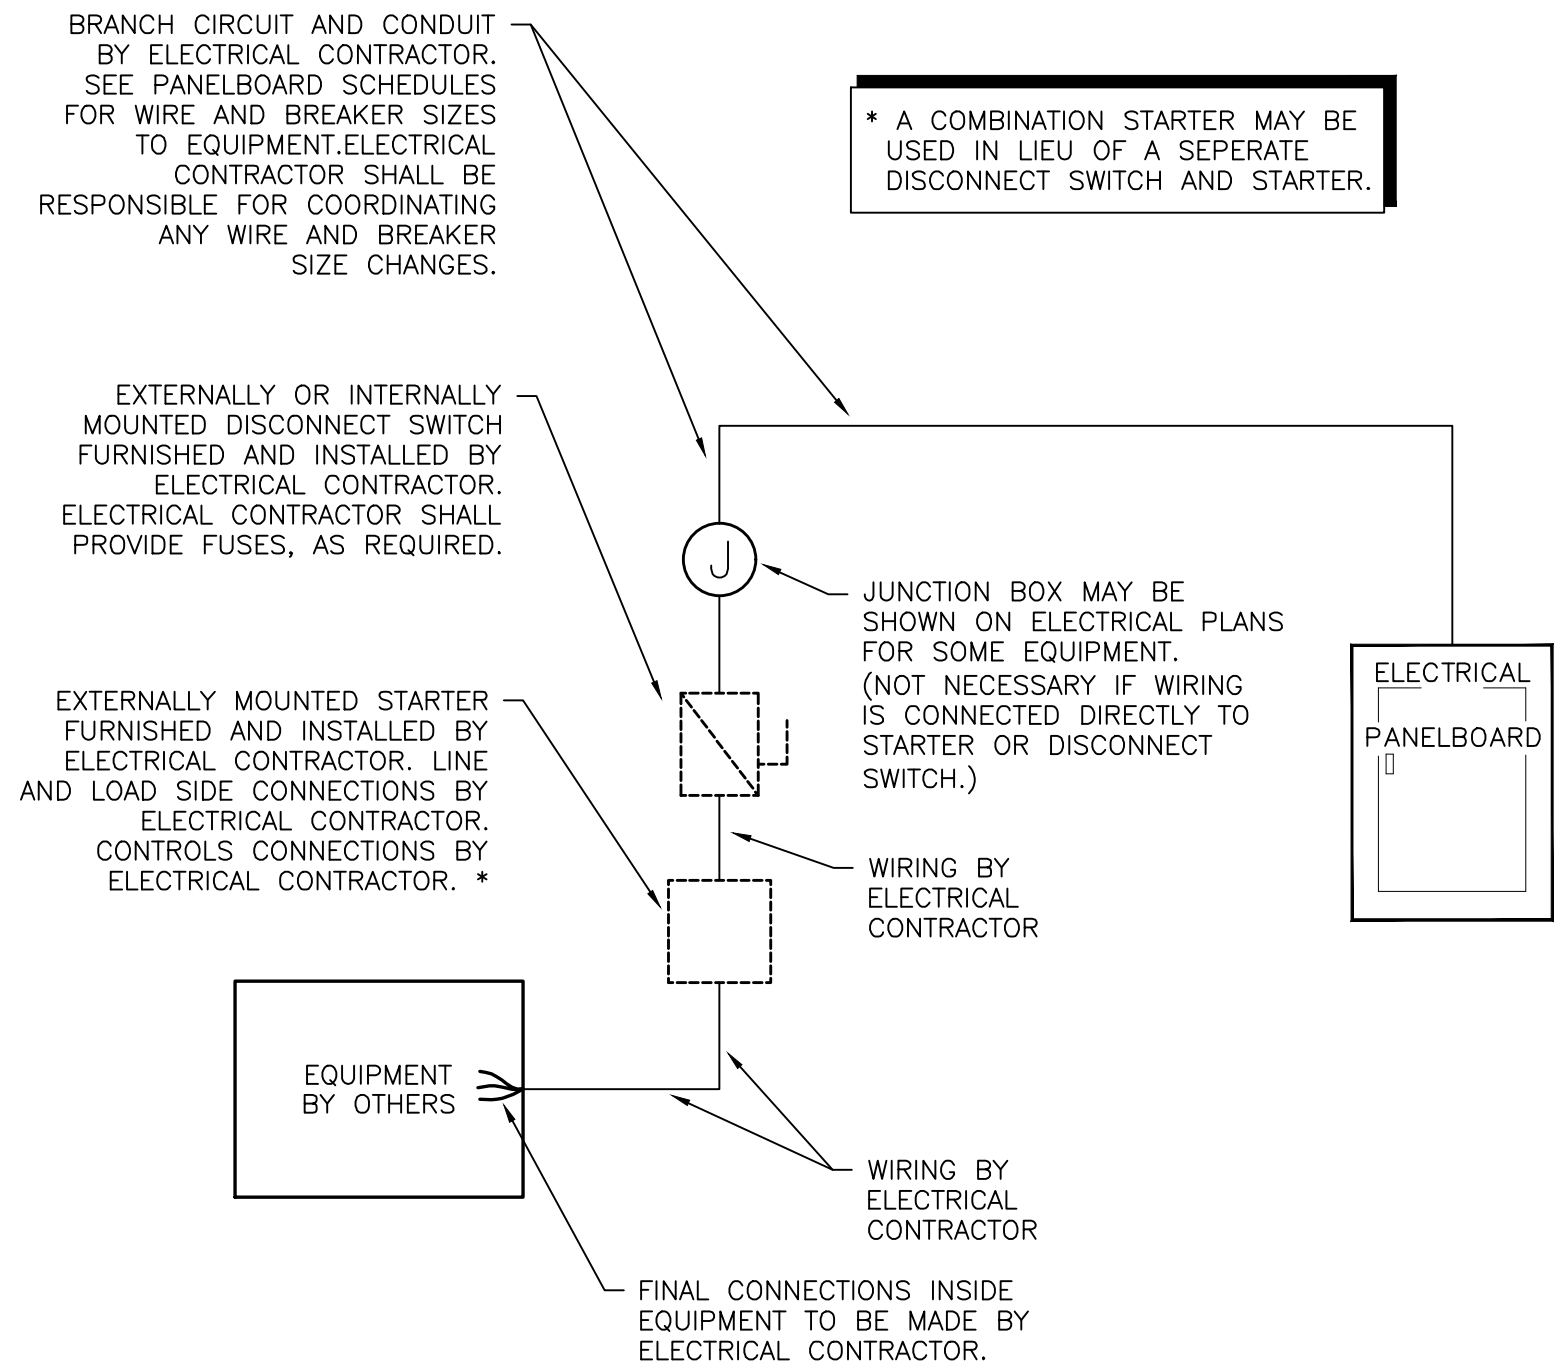 BRANCH CIRCUIT AND CONDUIT
BY ELECTRICAL CONTRACTOR.
SEE PANELBOARD SCHEDULES
FOR WIRE AND BREAKER SIZES
TO EQUIPMENT.ELECTRICAL
CONTRACTOR SHALL BE
RESPONSIBLE FOR COORDINATING
ANY WIRE AND BREAKER
SIZE CHANGES.
* A COMBINATION STARTER MAY BE
USED IN LIEU OF A SEPERATE
DISCONNECT SWITCH AND STARTER.
EXTERNALLY OR INTERNALLY
MOUNTED DISCONNECT SWITCH
FURNISHED AND INSTALLED BY
ELECTRICAL CONTRACTOR.
ELECTRICAL CONTRACTOR SHALL
PROVIDE FUSES, AS REQUIRED.
J
JUNCTION BOX MAY BE
SHOWN ON ELECTRICAL PLANS
FOR SOME EQUIPMENT.
(NOT NECESSARY IF WIRING
IS CONNECTED DIRECTLY TO
STARTER OR DISCONNECT
SWITCH.)
ELECTRICAL
PANELBOARD
EXTERNALLY MOUNTED STARTER
FURNISHED AND INSTALLED BY
ELECTRICAL CONTRACTOR. LINE
AND LOAD SIDE CONNECTIONS BY
ELECTRICAL CONTRACTOR.
CONTROLS CONNECTIONS BY
ELECTRICAL CONTRACTOR. *
WIRING BY
ELECTRICAL
CONTRACTOR
EQUIPMENT
BY OTHERS
WIRING BY
ELECTRICAL
CONTRACTOR
FINAL CONNECTIONS INSIDE
EQUIPMENT TO BE MADE BY
ELECTRICAL CONTRACTOR.